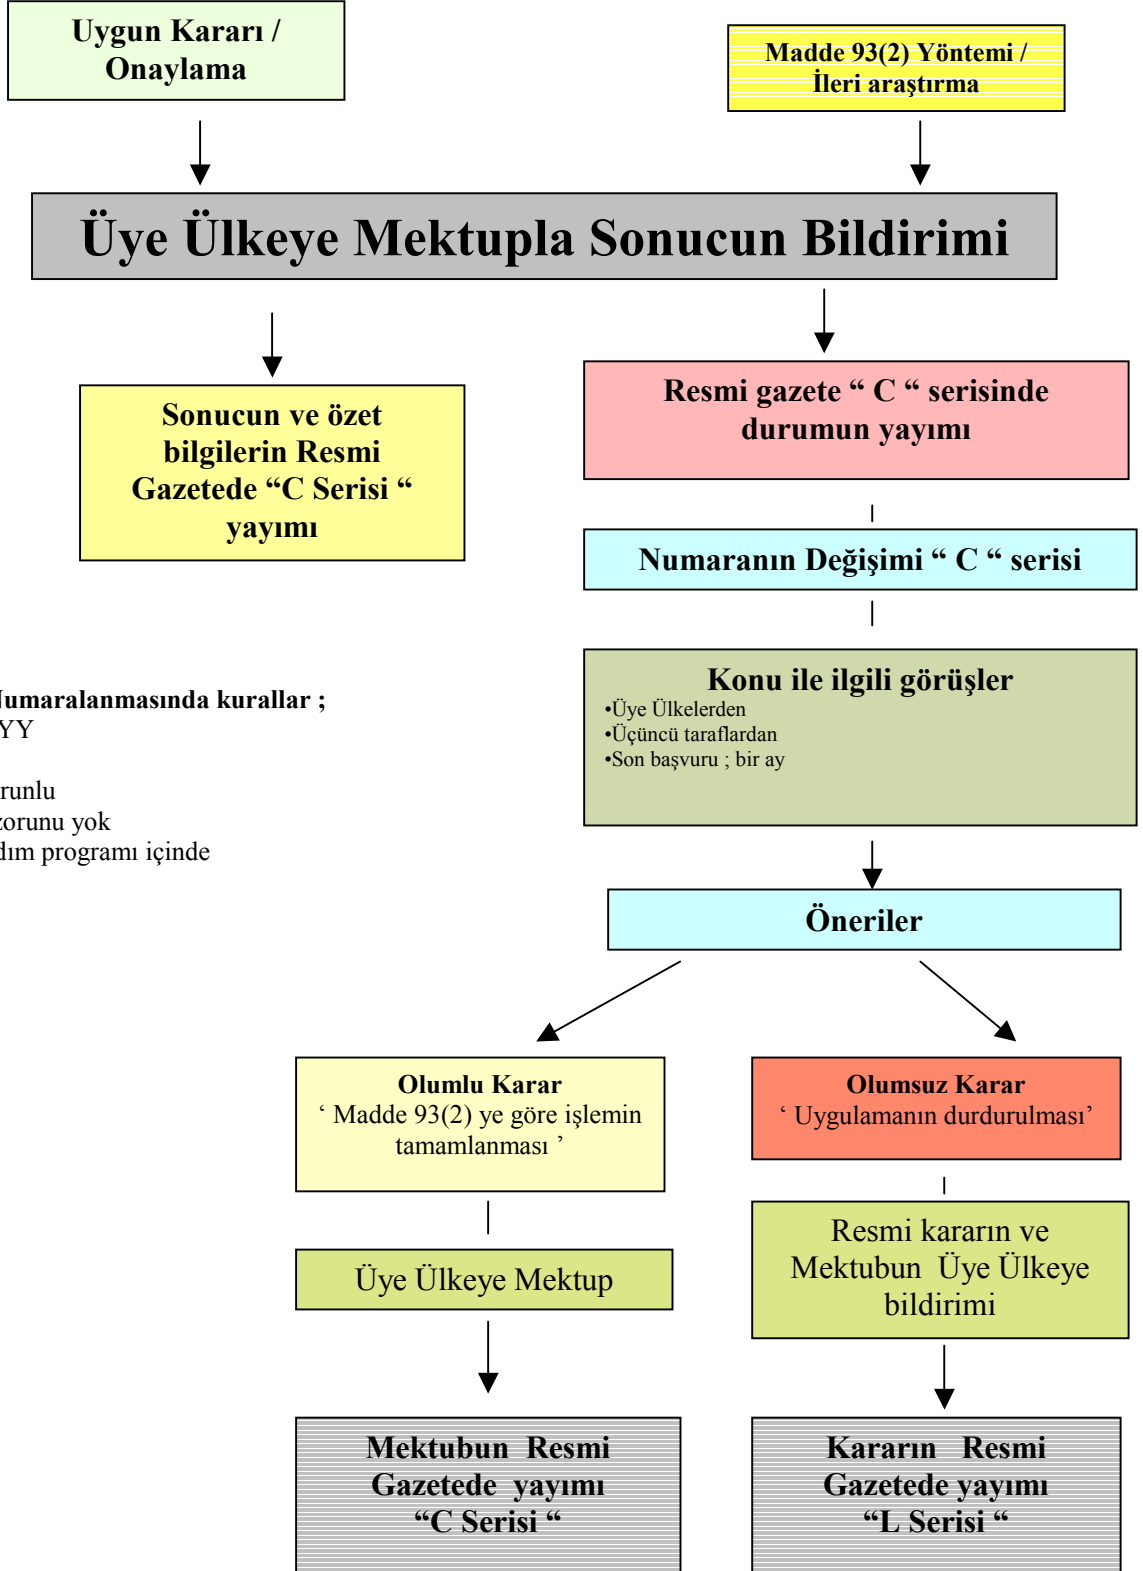 Uygun Kararı /
Onaylama
Madde 93(2) Yöntemi /
İleri araştırma
Üye Ülkeye Mektupla Sonucun Bildirimi
Sonucun ve özet
bilgilerin Resmi
Gazetede “C Serisi “
yayımı
Resmi gazete “ C “ serisinde
durumun yayımı
Numaranın Değişimi “ C “ serisi
Numaralanmasında kurallar ;
YY
zorunu yok
programı içinde
Konu ile ilgili görüşler
•Üye Ülkelerden
•Üçüncü taraflardan
•Son başvuru ; bir ay
Öneriler
Olumlu Karar
‘ Madde 93(2) ye göre işlemin
tamamlanması ’
Olumsuz Karar
‘ Uygulamanın durdurulması’
Üye Ülkeye Mektup
Resmi kararın ve
Mektubun Üye Ülkeye
bildirimi
Mektubun Resmi
Gazetede yayımı
“C Serisi “
Kararın Resmi
Gazetede yayımı
“L Serisi “